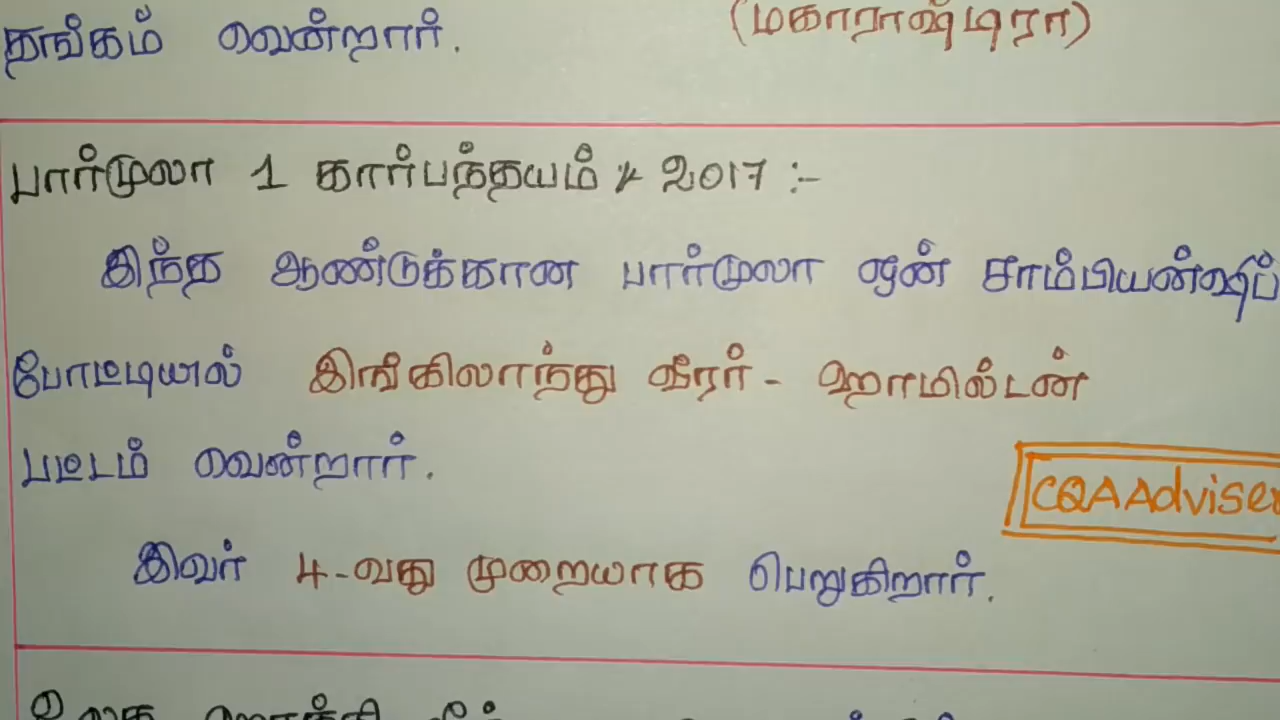 தங்கம் வென்றார். (மகாராஷ்டிரா)
பார்முலா 1 கார்பந்தயம் 2017 :-
இந்த ஆண்டுக்கான பார்முலா ஒன் சாம்பியன்ஷிப்
போட்டியில் இங்கிலாந்து வீரர் - ஹாமில்டன்
பட்டம் வென்றார்.
CQAAdviser
இவர் 4-வது முறையாக பெறுகிறார்.